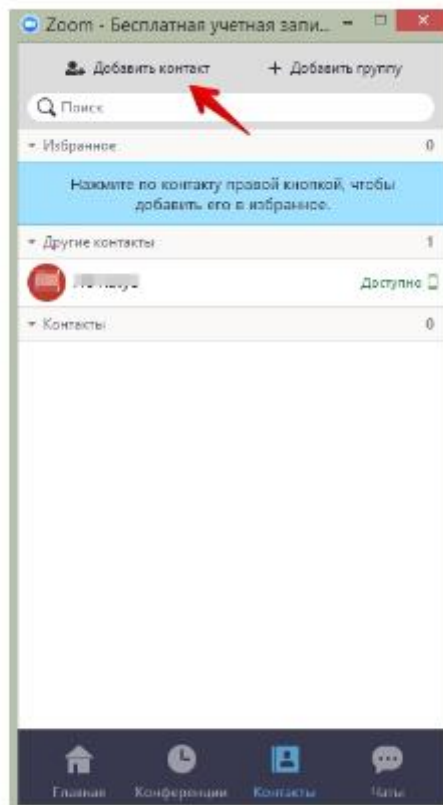 Zoom - Бесплатная учетная запи...
Добавить контакт + Добавить группу
Поиск
Избранное 0
Нажмите по контакту правой кнопкой, чтобы
добавить его в избранное.
Другие контакты 1
Доступно
Контакты 0
Главная Конференции Контакты Чаты